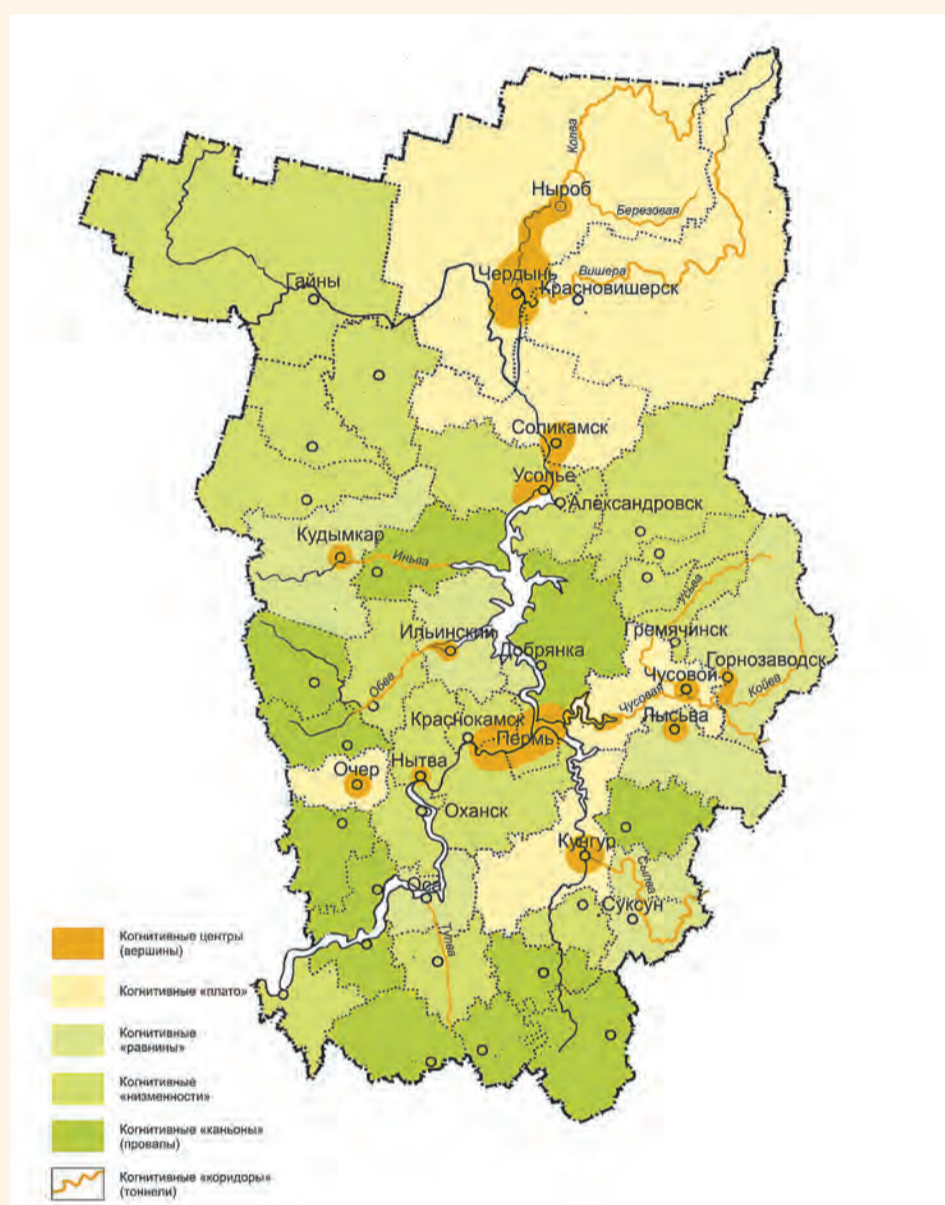 Колва
Ныроб
Березовая
Чердынь
Вишера
Красновишерск
Гайны
Соликамск
Усолье
Александровск
Кудымкар
Иньва
Усьва
Ильинский
Гремячинск
Добрянка
Горнозаводск
Чусовой
Обва
Койва
Чусовая
Краснокамск
Лысьва
Пермь
Нытва
Очер
Оханск
Кунгур
Сылва
Оса
Суксун
Тулва
Когнитивные центры
(вершины)
Когнитивные «плато»
Когнитивные
«равнины»
Когнитивные
«низменности»
Когнитивные «каньоны»
(провалы)
Когнитивные «коридоры»
(тоннели)